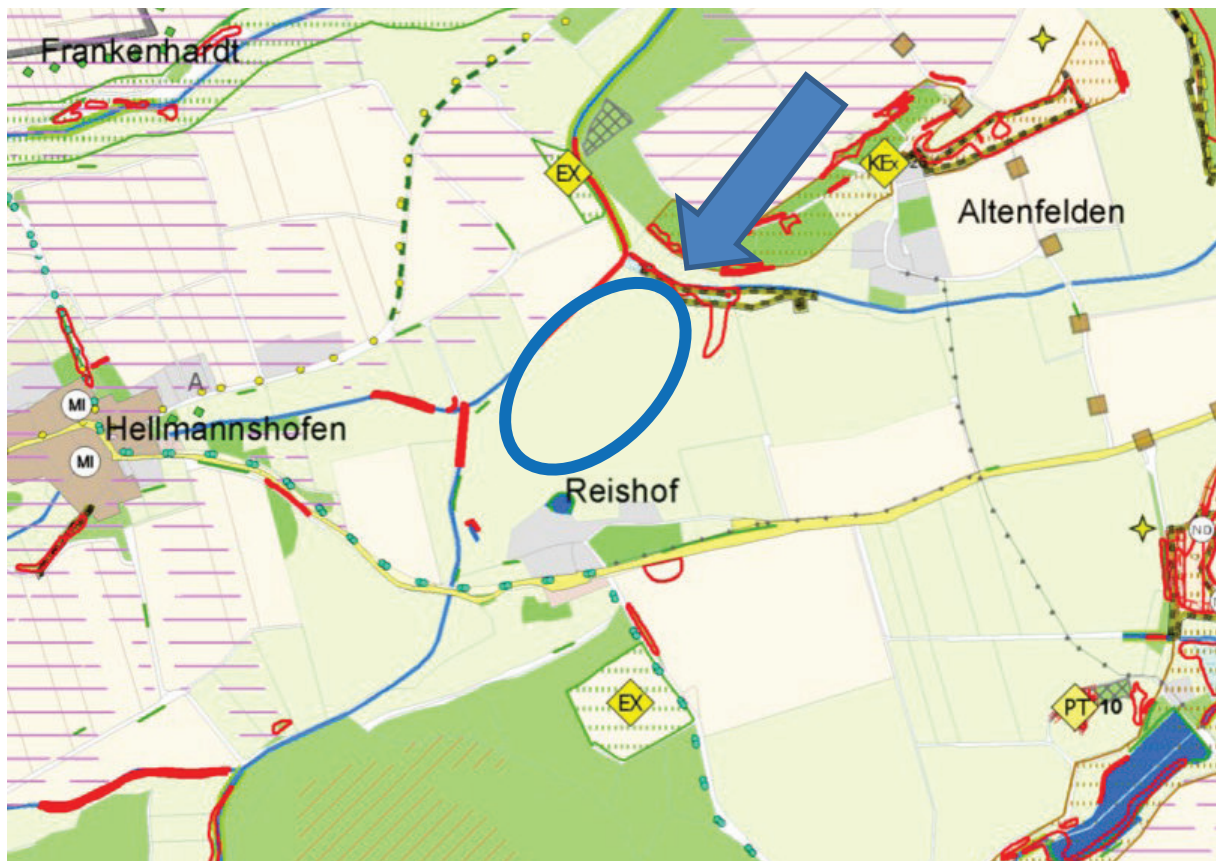 Frankenhardt
EX
KEx
Altenfelden
A
MI
Hellmannshofen
MI
Reishof
ND
EX
PT 10